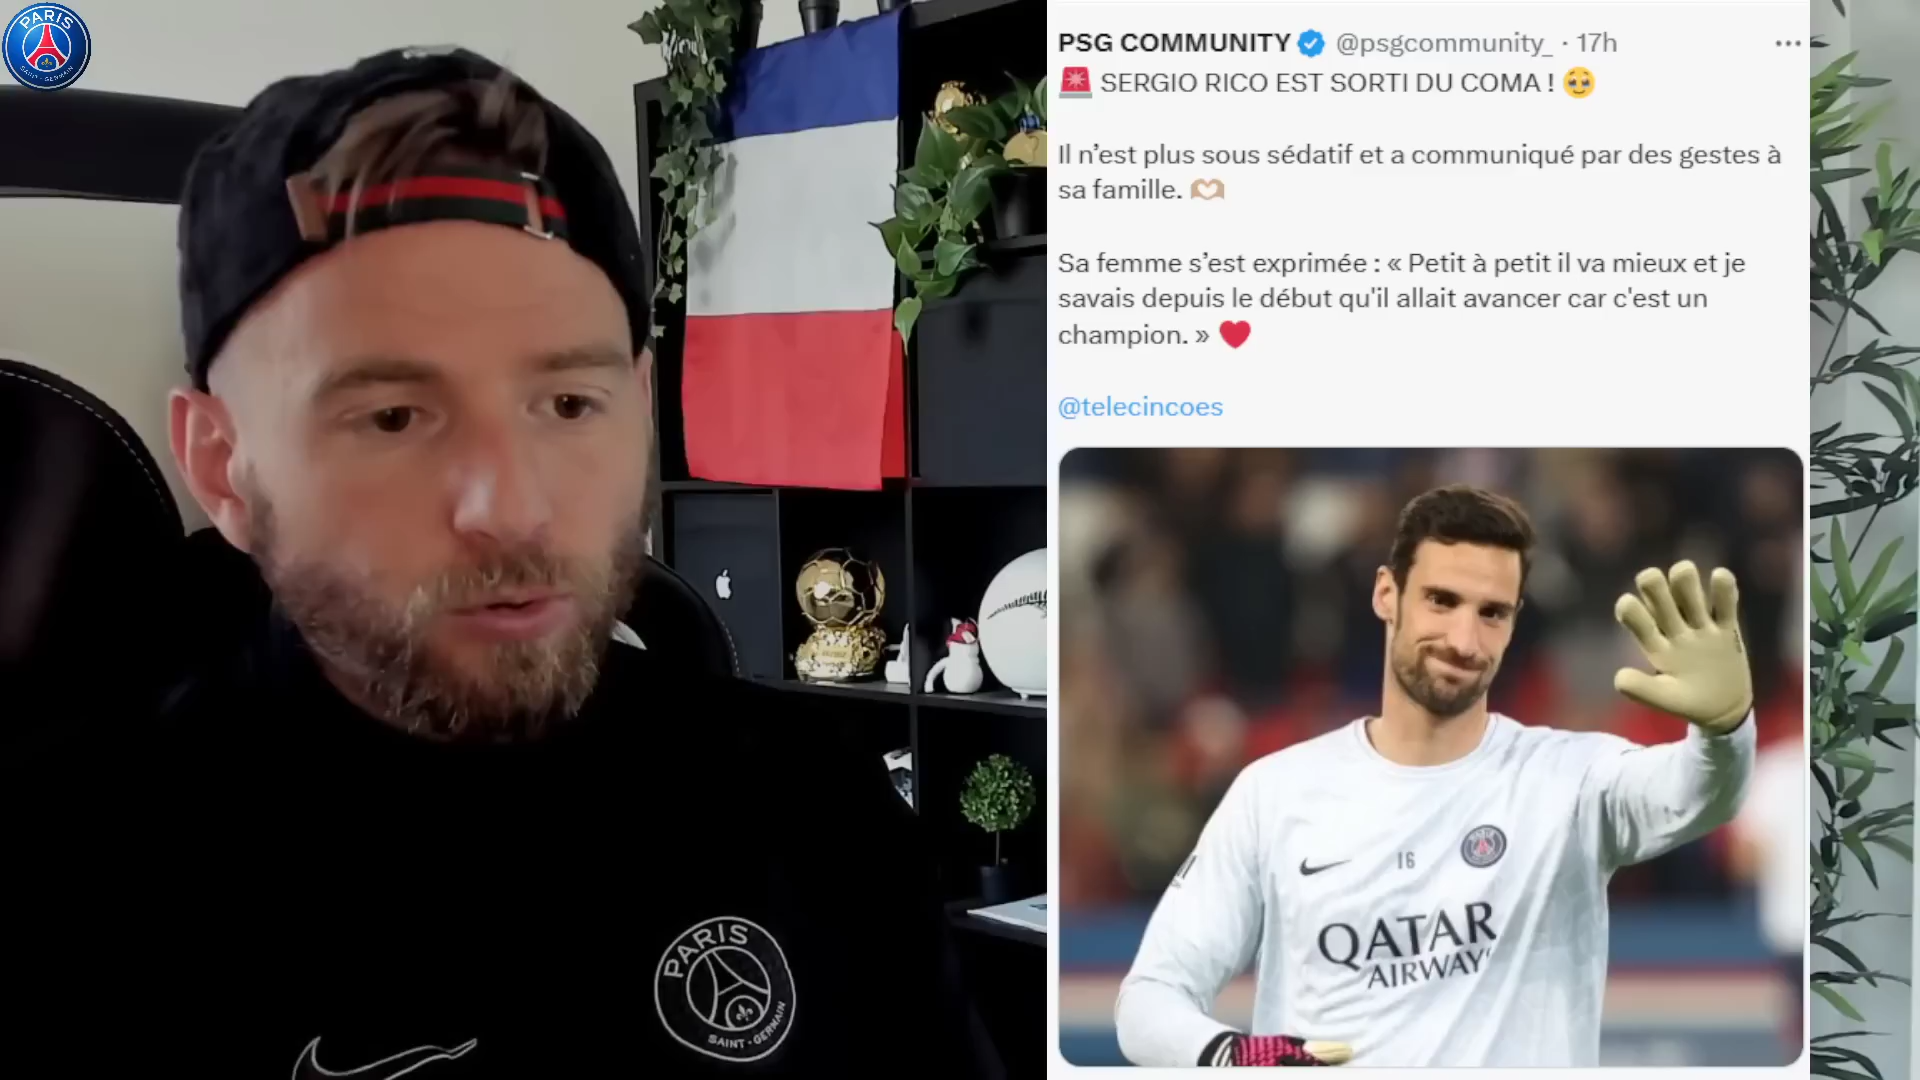 PARIS
SAINT-GERMAIN
PSG COMMUNITY @psgcommunity_ · 17h
🚨 SERGIO RICO EST SORTI DU COMA ! 🥹
Il n’est plus sous sédatif et a communiqué par des gestes à
sa famille. 🫶🏼
Sa femme s’est exprimée : « Petit à petit il va mieux et je
savais depuis le début qu'il allait avancer car c'est un
champion. » ❤️
@telecincoes
16
QATAR
AIRWAYS
PARIS
SAINT-GERMAIN